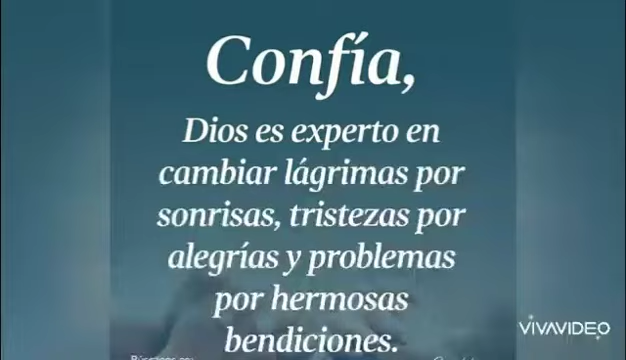 Confía,
Dios es experto en
cambiar lágrimas por
sonrisas, tristezas por
alegrías y problemas
por hermosas
bendiciones.
VIVAVIDEO